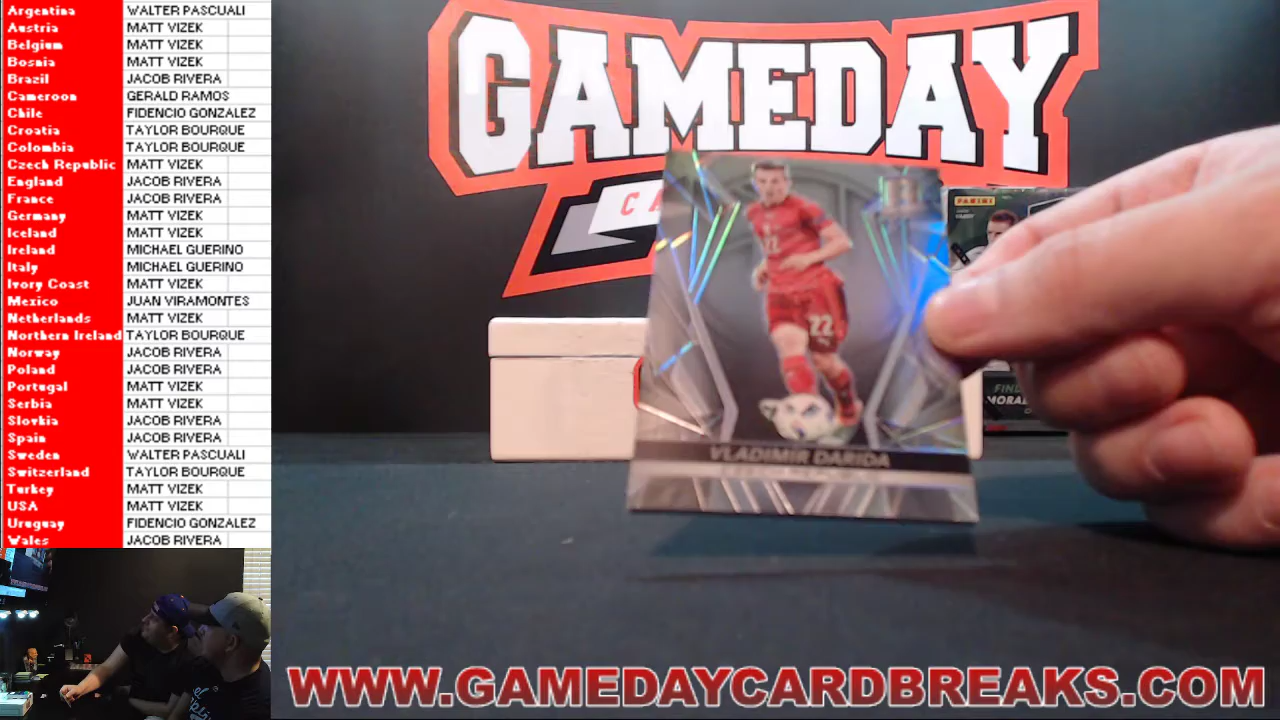 Argentina WALTER PASCUALI
Austria MATT VIZEK
Belgium MATT VIZEK
Bosnia MATT VIZEK
Brazil JACOB RIVERA
Cameroon GERALD RAMOS
Chile FIDENCIO GONZALEZ
Croatia TAYLOR BOURQUE
Colombia TAYLOR BOURQUE
Czech Republic MATT VIZEK
England JACOB RIVERA
France JACOB RIVERA
Germany MATT VIZEK
Iceland MATT VIZEK
Ireland MICHAEL GUERINO
Italy MICHAEL GUERINO
Ivory Coast MATT VIZEK
Mexico JUAN VIRAMONTES
Netherlands MATT VIZEK
Northern Ireland TAYLOR BOURQUE
Norway JACOB RIVERA
Poland JACOB RIVERA
Portugal MATT VIZEK
Serbia MATT VIZEK
Slovkia JACOB RIVERA
Spain JACOB RIVERA
Sweden WALTER PASCUALI
Switzerland TAYLOR BOURQUE
Turkey MATT VIZEK
USA MATT VIZEK
Uruguay FIDENCIO GONZALEZ
Wales JACOB RIVERA
GAMEDAY
CA
PANINI
22
VLADIMIR DARIDA
WWW.GAMEDAYCARDBREAKS.COM